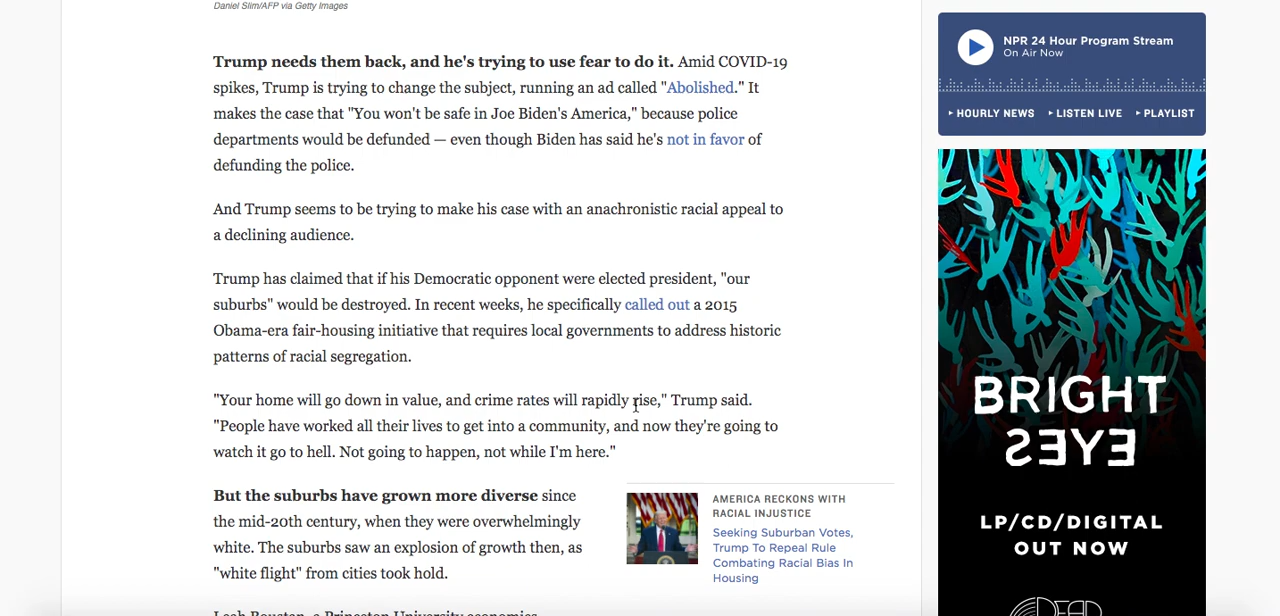 Daniel Slim/AFP via Getty Images
Trump needs them back, and he's trying to use fear to do it. Amid COVID-19
spikes, Trump is trying to change the subject, running an ad called "Abolished." It
makes the case that "You won't be safe in Joe Biden's America," because police
departments would be defunded — even though Biden has said he's not in favor of
defunding the police.
And Trump seems to be trying to make his case with an anachronistic racial appeal to
a declining audience.
Trump has claimed that if his Democratic opponent were elected president, "our
suburbs" would be destroyed. In recent weeks, he specifically called out a 2015
Obama-era fair-housing initiative that requires local governments to address historic
patterns of racial segregation.
"Your home will go down in value, and crime rates will rapidly rise," Trump said.
"People have worked all their lives to get into a community, and now they're going to
watch it go to hell. Not going to happen, not while I'm here."
But the suburbs have grown more diverse since
the mid-20th century, when they were overwhelmingly
white. The suburbs saw an explosion of growth then, as
"white flight" from cities took hold.
AMERICA RECKONS WITH
RACIAL INJUSTICE
Seeking Suburban Votes,
Trump To Repeal Rule
Combating Racial Bias In
Housing
NPR 24 Hour Program Stream
On Air Now
HOURLY NEWS
LISTEN LIVE
PLAYLIST
BRIGHT
EYES
LP/CD/DIGITAL
OUT NOW